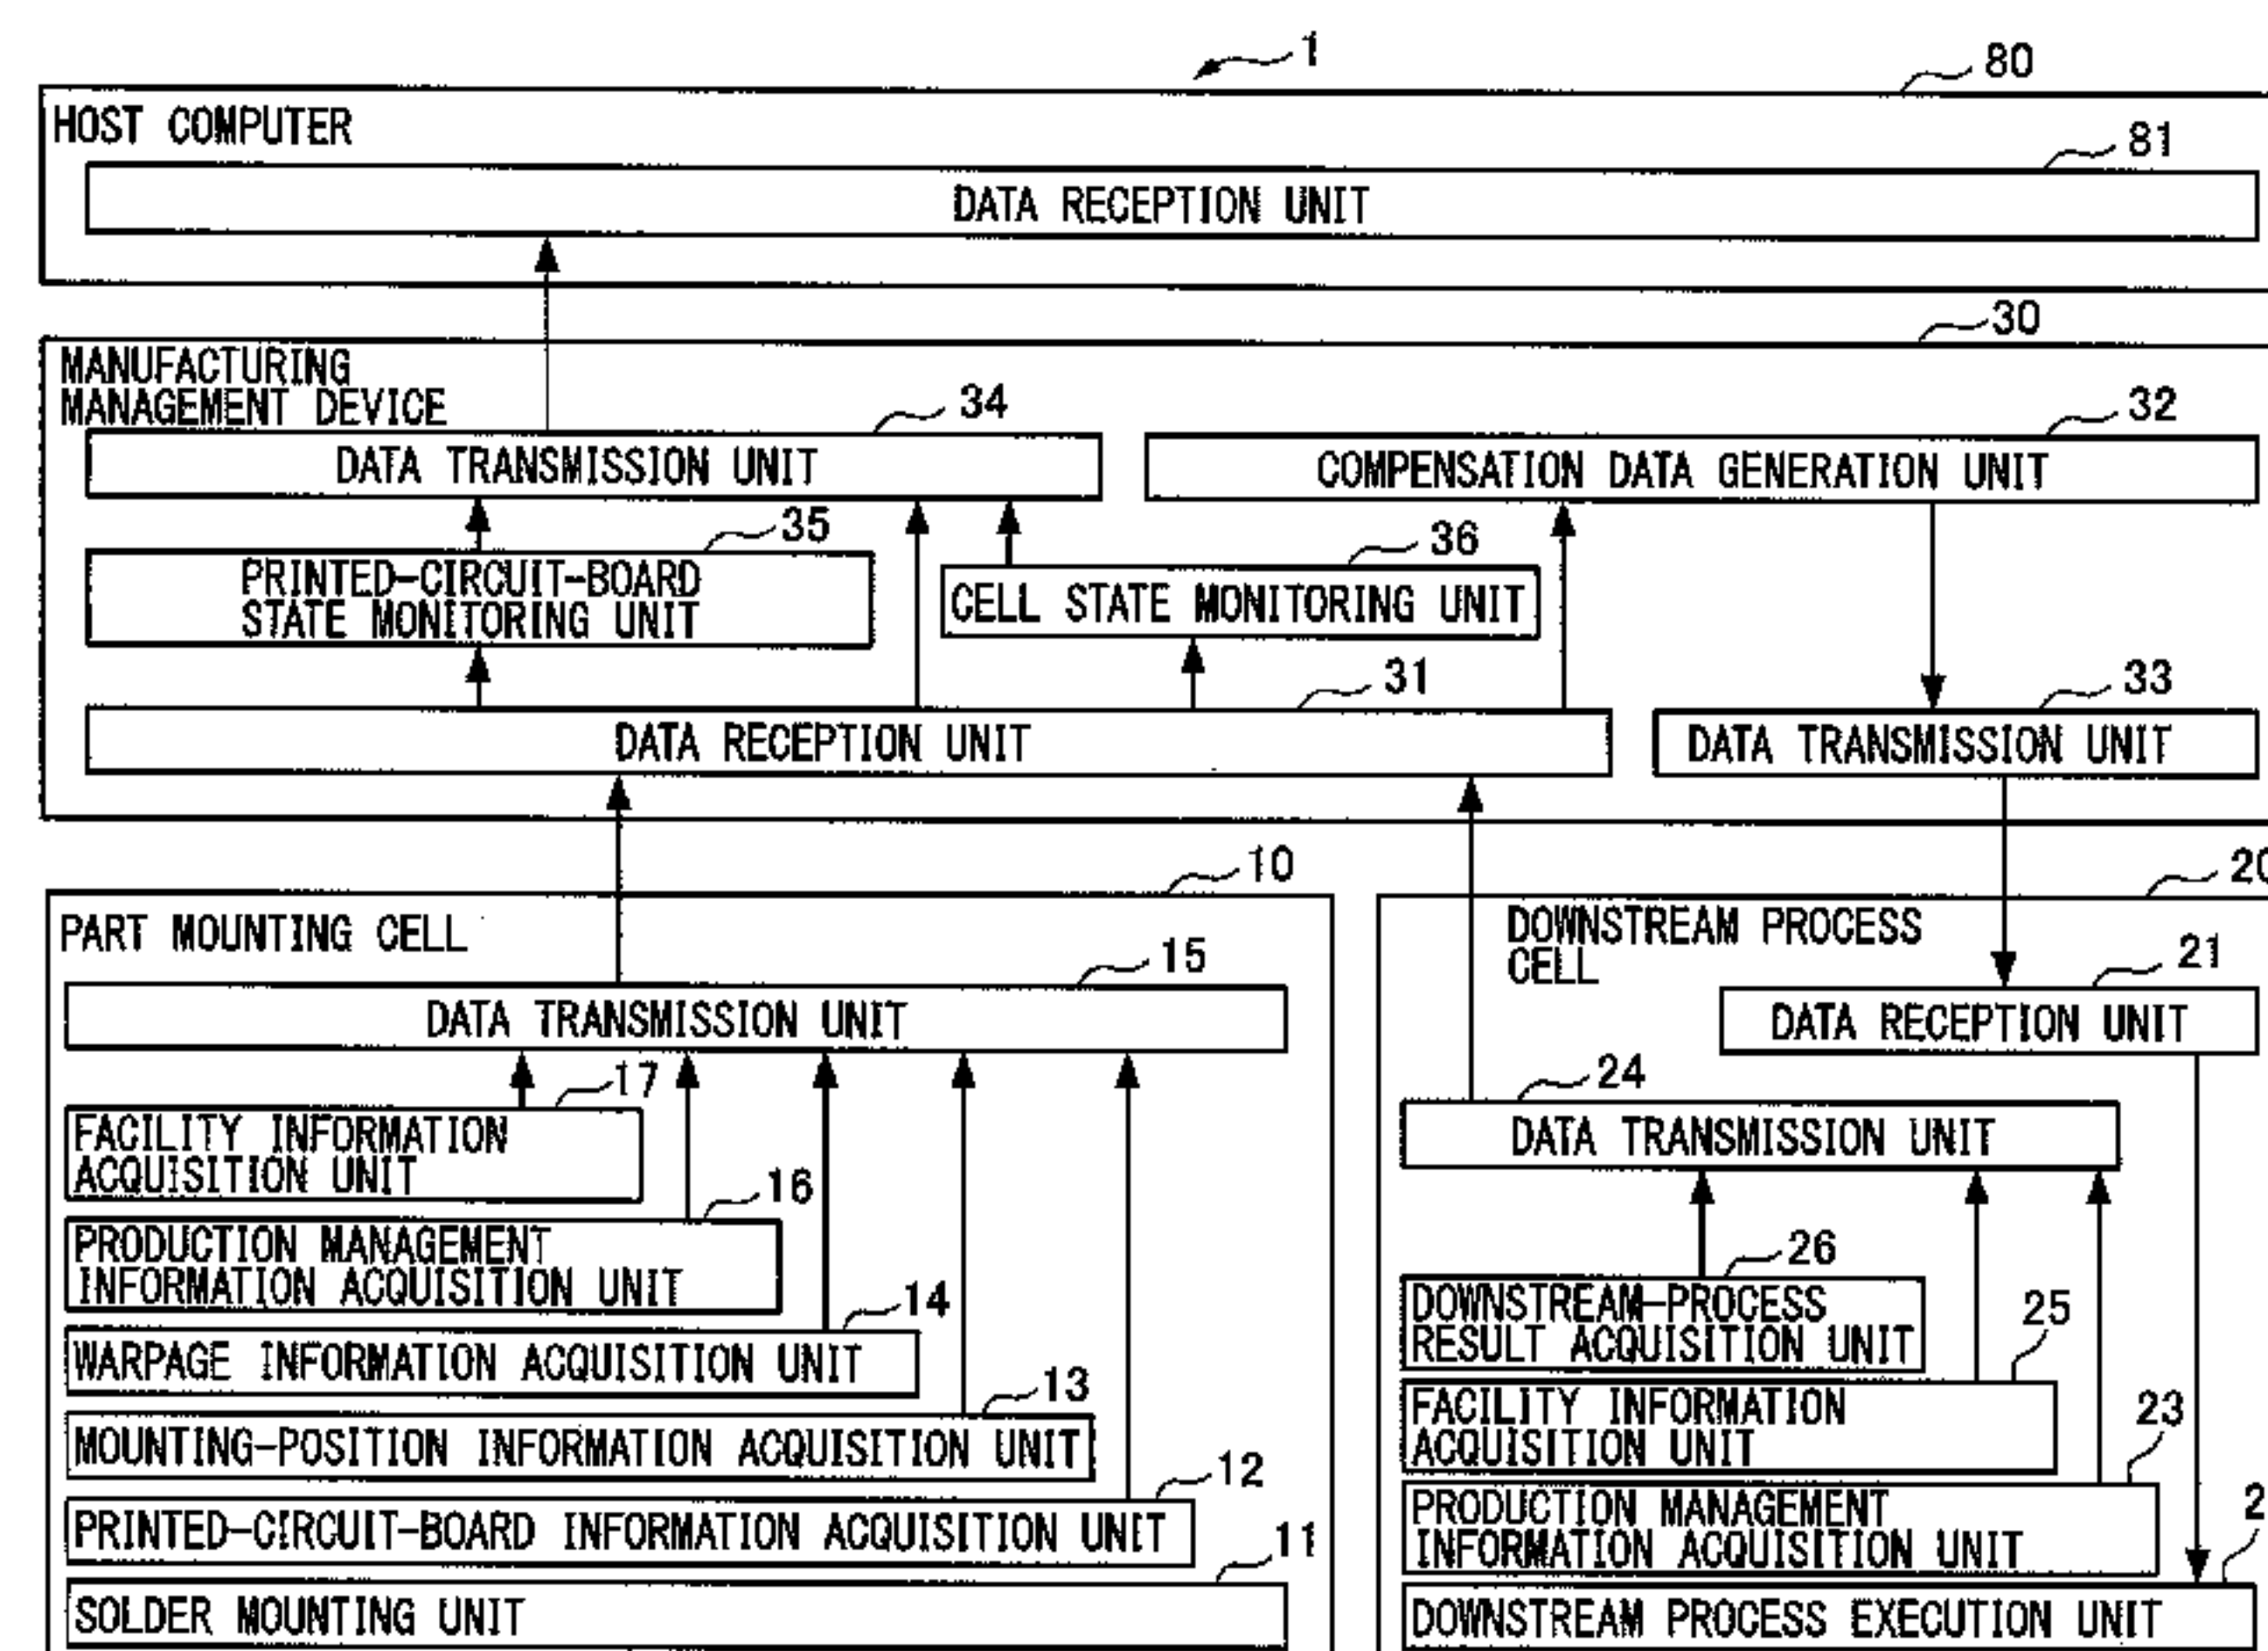 1
80
HOST COMPUTER
81
DATA RECEPTION UNIT
30
MANUFACTURING
MANAGEMENT DEVICE
34
32
DATA TRANSMISSION UNIT
COMPENSATION DATA GENERATION UNIT
35
36
PRINTED-CIRCUIT-BOARD
STATE MONITORING UNIT
CELL STATE MONITORING UNIT
31
33
DATA RECEPTION UNIT
DATA TRANSMISSION UNIT
10
20
PART MOUNTING CELL
DOWNSTREAM PROCESS
CELL
15
21
DATA TRANSMISSION UNIT
DATA RECEPTION UNIT
17
24
FACILITY INFORMATION
ACQUISITION UNIT
DATA TRANSMISSION UNIT
16
PRODUCTION MANAGEMENT
INFORMATION ACQUISITION UNIT
26
DOWNSTREAM-PROCESS
RESULT ACQUISITION UNIT
14
25
WARPAGE INFORMATION ACQUISITION UNIT
FACILITY INFORMATION
ACQUISITION UNIT
13
23
MOUNTING-POSITION INFORMATION ACQUISITION UNIT
12
PRODUCTION MANAGEMENT
INFORMATION ACQUISITION UNIT
PRINTED-CIRCUIT-BOARD INFORMATION ACQUISITION UNIT
11
2
SOLDER MOUNTING UNIT
DOWNSTREAM PROCESS EXECUTION UNIT